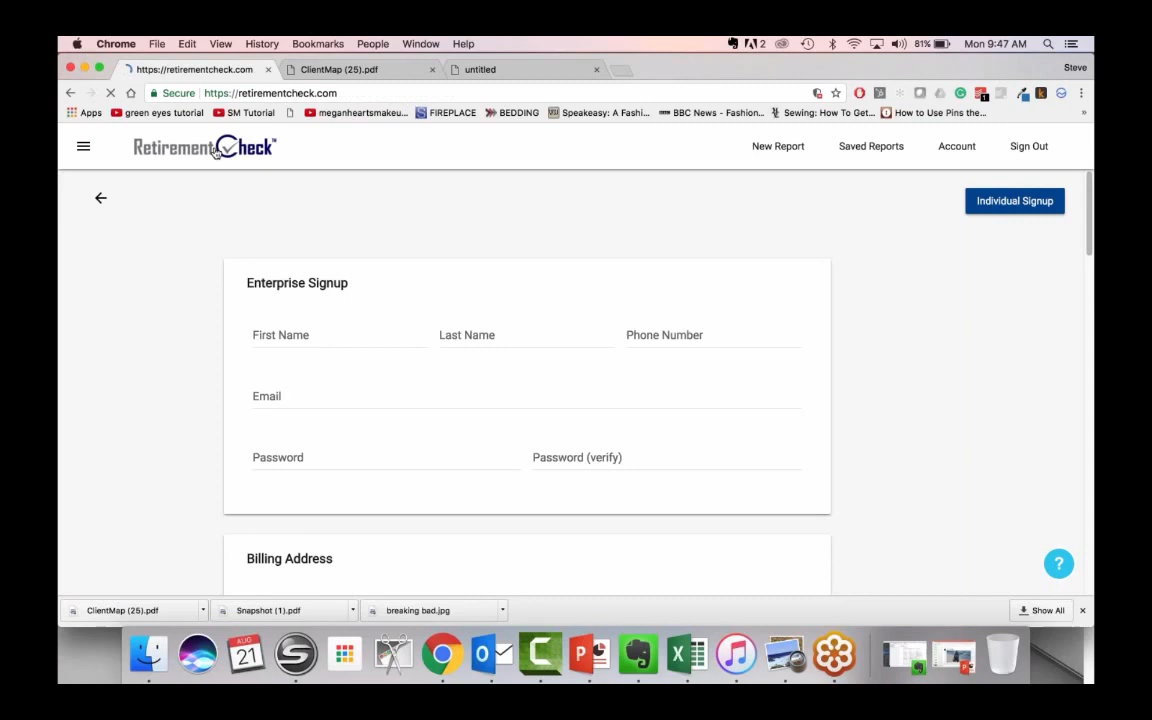 Chrome File Edit View History Bookmarks People Window Help 2 81% Mon 9:47 AM
https://retirementcheck.com ClientMap (25).pdf untitled Steve
Secure https://retirementcheck.com
Apps green eyes tutorial SM Tutorial meganheartsmakeu... FIREPLACE BEDDING Speakeasy: A Fashi... BBC News - Fashion... Sewing: How To Get... How to Use Pins the... »
RetirementCheck™ New Report Saved Reports Account Sign Out
Individual Signup
Enterprise Signup
First Name Last Name Phone Number
Email
Password Password (verify)
Billing Address
?
ClientMap (25).pdf Snapshot (1).pdf breaking bad.jpg Show All
AUG
21